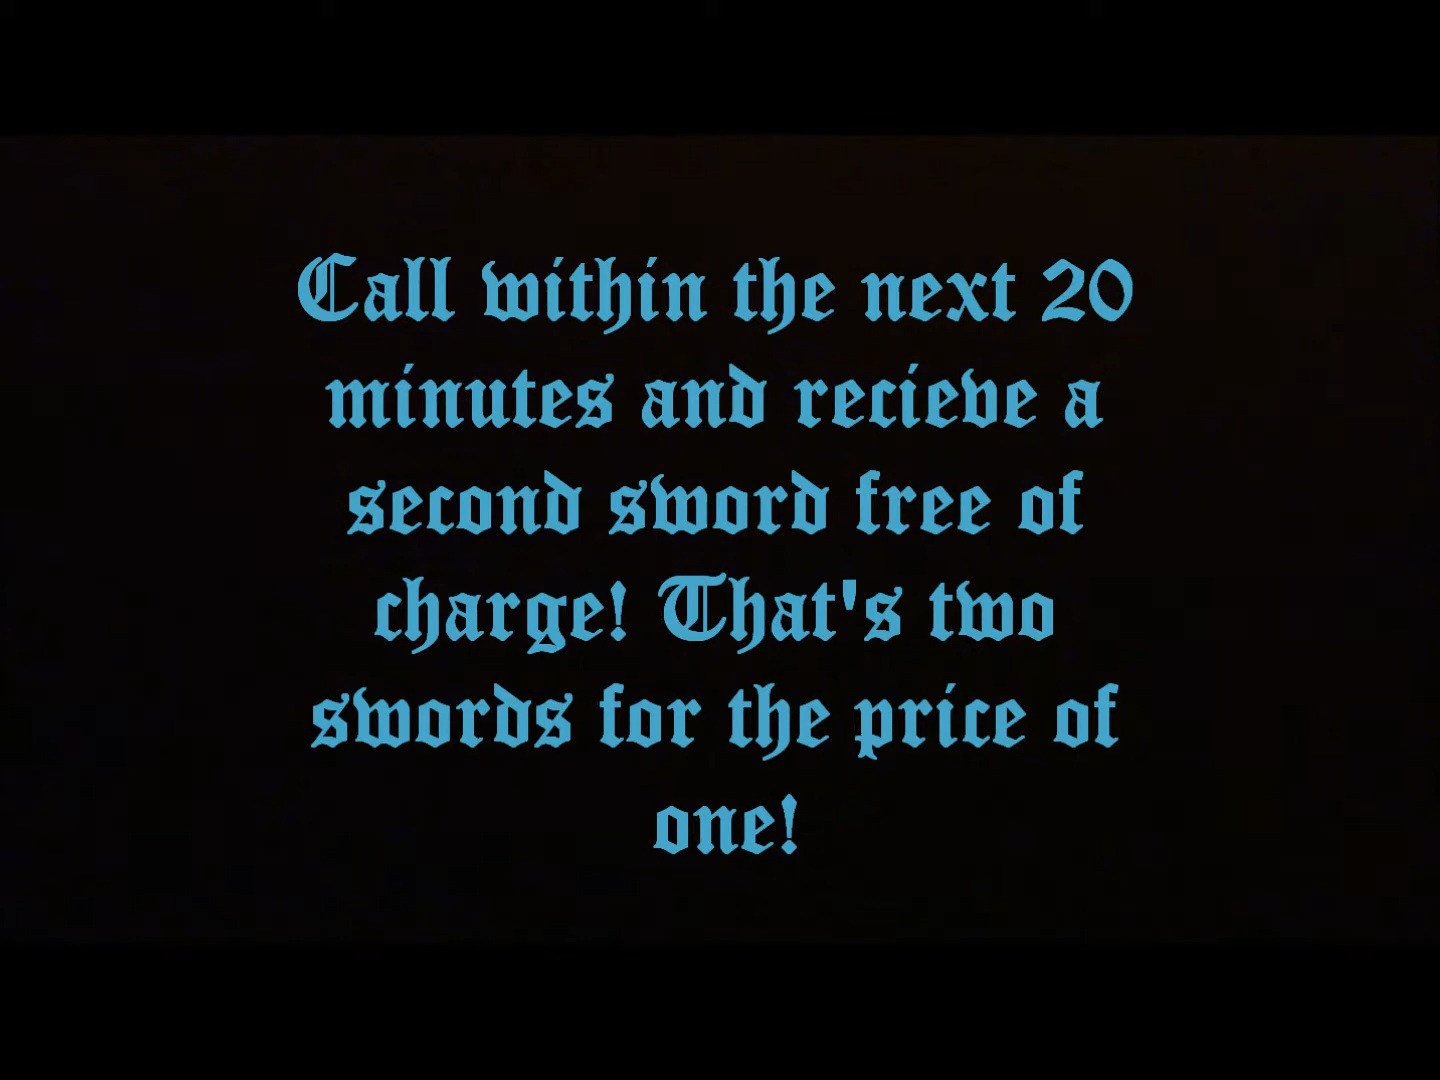 Call within the next 20
minutes and recieve a
second sword free of
charge! That's two
swords for the price of
one!